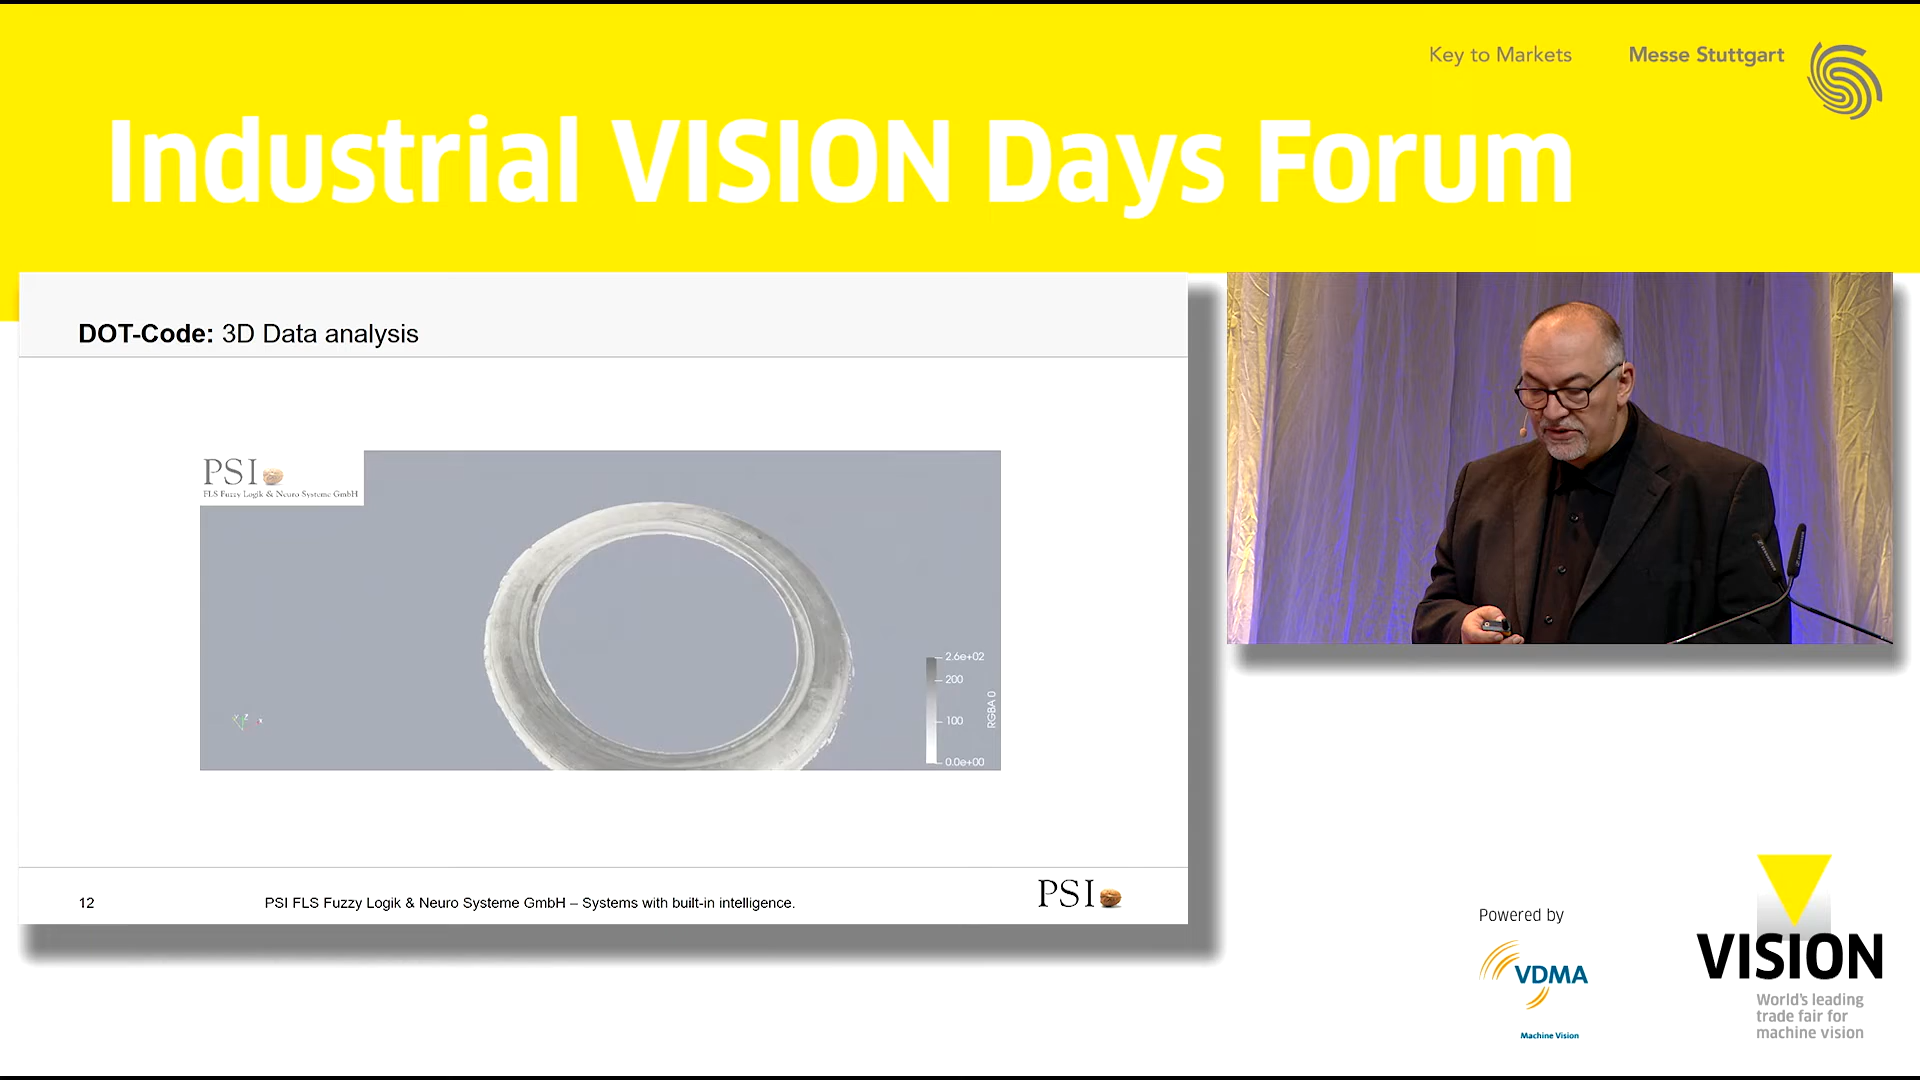 Key to Markets
Messe Stuttgart
Industrial VISION Days Forum
DOT-Code: 3D Data analysis
PSI
FLS Fuzzy Logik & Neuro Systeme GmbH
2.6e+02
200
100
0.0e+00
RGBA 0
12
PSI FLS Fuzzy Logik & Neuro Systeme GmbH – Systems with built-in intelligence.
PSI
Powered by
VDMA
Machine Vision
VISION
World's leading
trade fair for
machine vision